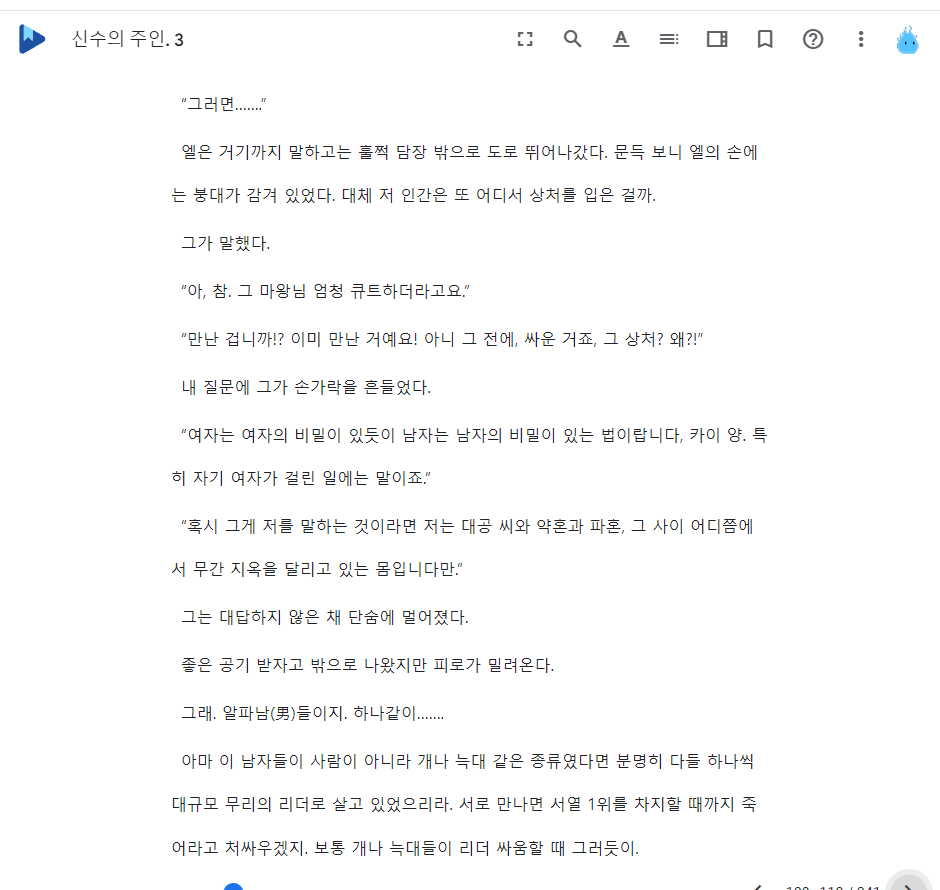 신수의 주인. 3
“그러면.......”
엘은 거기까지 말하고는 훌쩍 담장 밖으로 도로 뛰어나갔다. 문득 보니 엘의 손에
는 붕대가 감겨 있었다. 대체 저 인간은 또 어디서 상처를 입은 걸까.
그가 말했다.
“아, 참. 그 마왕님 엄청 큐트하더라고요.”
“만난 겁니까!? 이미 만난 거예요! 아니 그 전에, 싸운 거죠, 그 상처? 왜?!”
내 질문에 그가 손가락을 흔들었다.
“여자는 여자의 비밀이 있듯이 남자는 남자의 비밀이 있는 법이랍니다, 카이 양. 특
히 자기 여자가 걸린 일에는 말이죠.”
“혹시 그게 저를 말하는 것이라면 저는 대공 씨와 약혼과 파혼, 그 사이 어디쯤에
서 무간 지옥을 달리고 있는 몸입니다만.”
그는 대답하지 않은 채 단숨에 멀어졌다.
좋은 공기 받자고 밖으로 나왔지만 피로가 밀려온다.
그래. 알파남(男)들이지. 하나같이.......
아마 이 남자들이 사람이 아니라 개나 늑대 같은 종류였다면 분명히 다들 하나씩
대규모 무리의 리더로 살고 있었으리라. 서로 만나면 서열 1위를 차지할 때까지 죽
어라고 처싸우겠지. 보통 개나 늑대들이 리더 싸움할 때 그러듯이.